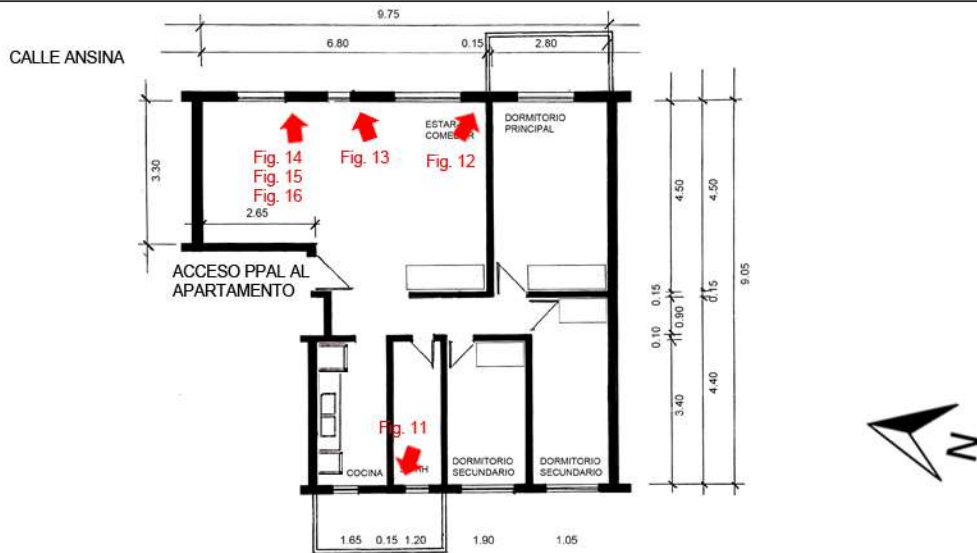 9.75
6.80
0.15
2.80
CALLE ANSINA
ESTAR
DORMITORIO
PRINCIPAL
Fig. 14
Fig. 15
Fig. 16
Fig. 13
Fig. 12
3.30
2.65
4.50
4.50
9.05
ACCESO PPAL AL
APARTAMENTO
0.15
0.90
0.10
0.15
3.40
4.40
Fig. 11
N
COCINA
DORMITORIO
SECUNDARIO
DORMITORIO
SECUNDARIO
1.65
0.15
1.20
1.90
1.05